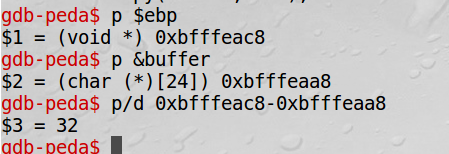 gdb-peda$ p $ebp
$1 = (void *) 0xbfffeac8
gdb-peda$ p &buffer
$2 = (char (*)[24]) 0xbfffeaa8
gdb-peda$ p/d 0xbfffeac8-0xbfffeaa8
$3 = 32
gdb-peda$